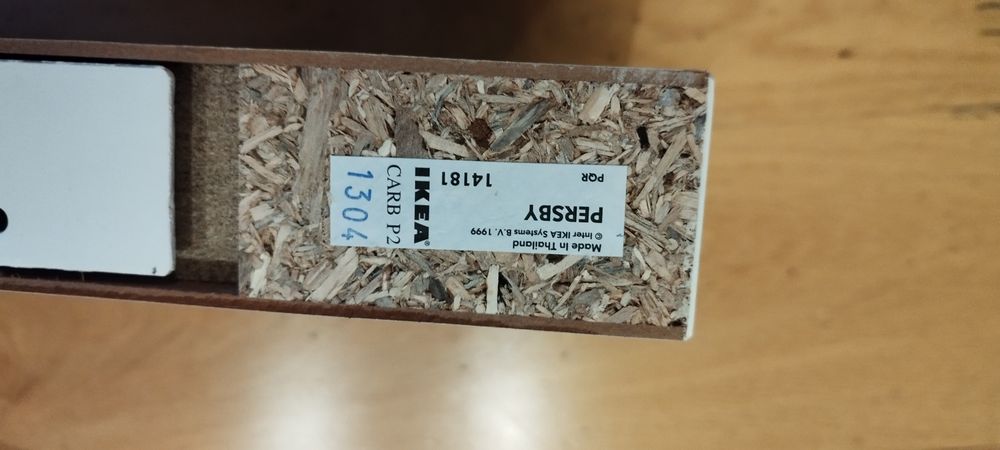 Made in Thailand
© Inter IKEA Systems B.V. 1999
PERSBY
14181
PQR
IKEA®
CARB P2
1304